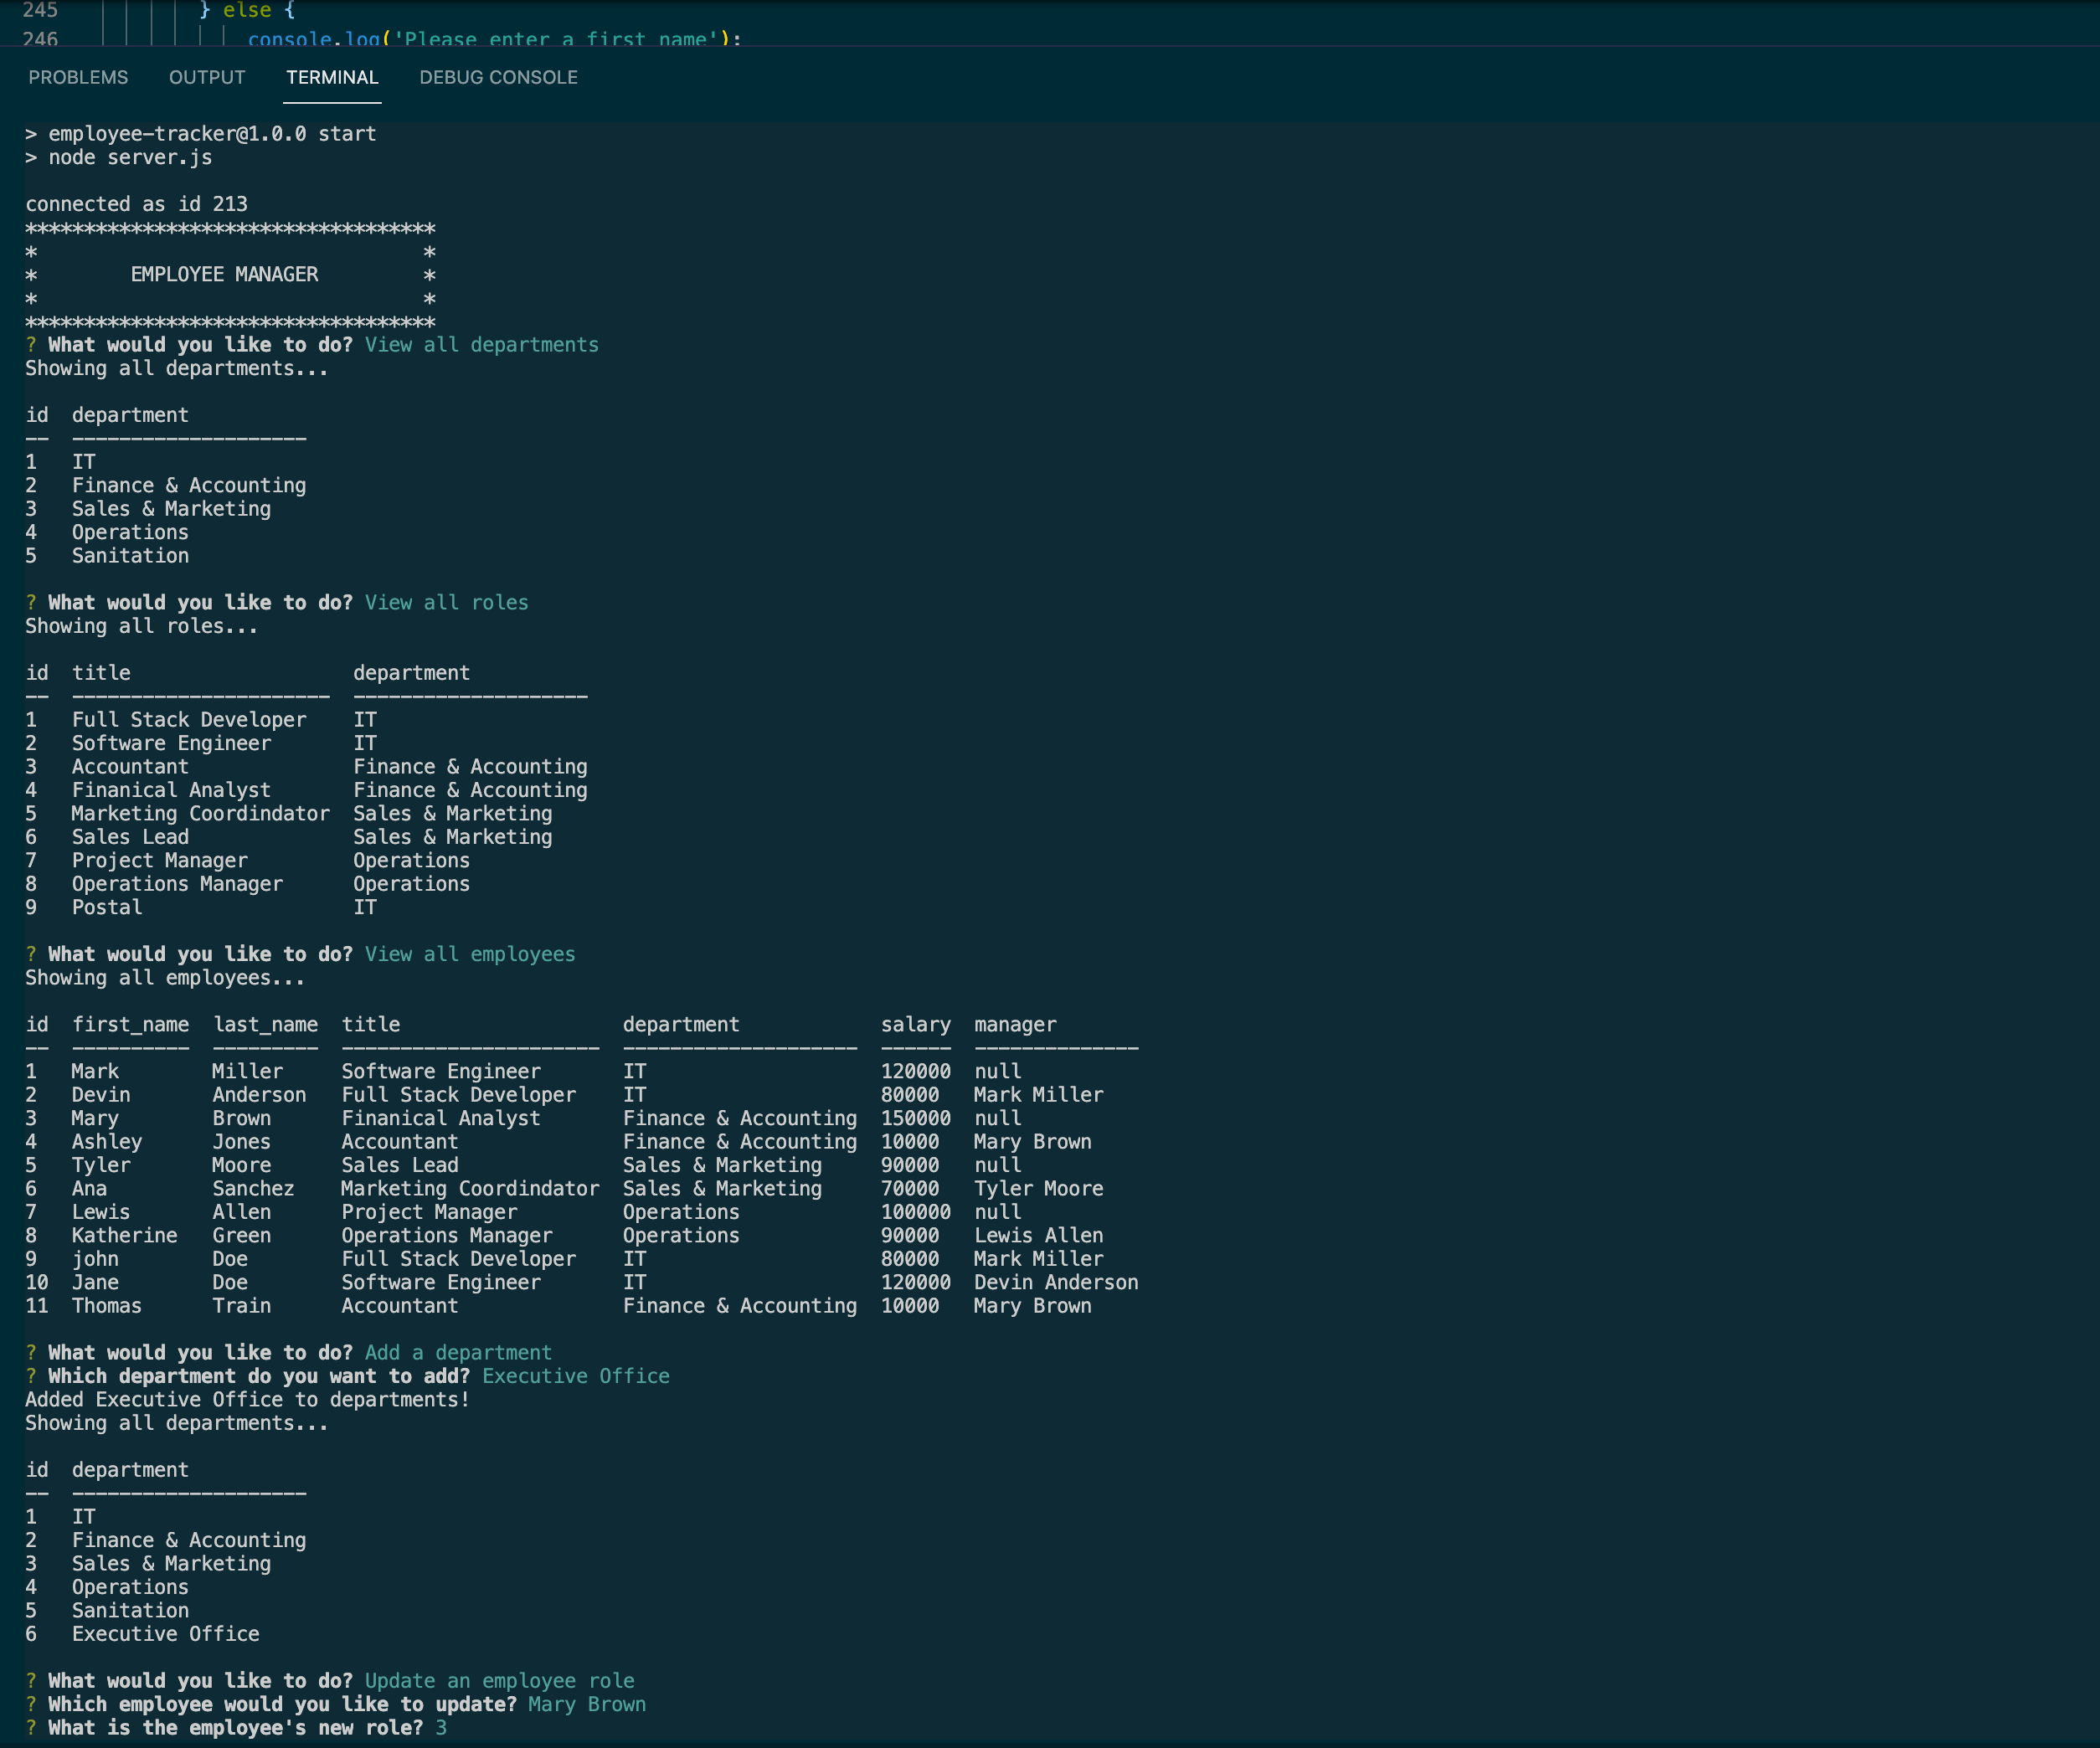 245 } else {
246 console.log('Please enter a first name');
PROBLEMS OUTPUT TERMINAL DEBUG CONSOLE
> employee-tracker@1.0.0 start
> node server.js
connected as id 213
***********************************
*                                 *
*        EMPLOYEE MANAGER         *
*                                 *
***********************************
? What would you like to do? View all departments
Showing all departments...
id  department
--  --------------------
1   IT
2   Finance & Accounting
3   Sales & Marketing
4   Operations
5   Sanitation
? What would you like to do? View all roles
Showing all roles...
id  title                   department
--  ----------------------  --------------------
1   Full Stack Developer    IT
2   Software Engineer       IT
3   Accountant              Finance & Accounting
4   Finanical Analyst       Finance & Accounting
5   Marketing Coordindator  Sales & Marketing
6   Sales Lead              Sales & Marketing
7   Project Manager         Operations
8   Operations Manager      Operations
9   Postal                  IT
? What would you like to do? View all employees
Showing all employees...
id  first_name  last_name  title                   department            salary  manager
--  ----------  ---------  ----------------------  --------------------  ------  --------------
1   Mark        Miller     Software Engineer       IT                    120000  null
2   Devin       Anderson   Full Stack Developer    IT                    80000   Mark Miller
3   Mary        Brown      Finanical Analyst       Finance & Accounting  150000  null
4   Ashley      Jones      Accountant              Finance & Accounting  10000   Mary Brown
5   Tyler       Moore      Sales Lead              Sales & Marketing     90000   null
6   Ana         Sanchez    Marketing Coordindator  Sales & Marketing     70000   Tyler Moore
7   Lewis       Allen      Project Manager         Operations            100000  null
8   Katherine   Green      Operations Manager      Operations            90000   Lewis Allen
9   john        Doe        Full Stack Developer    IT                    80000   Mark Miller
10  Jane        Doe        Software Engineer       IT                    120000  Devin Anderson
11  Thomas      Train      Accountant              Finance & Accounting  10000   Mary Brown
? What would you like to do? Add a department
? Which department do you want to add? Executive Office
Added Executive Office to departments!
Showing all departments...
id  department
--  --------------------
1   IT
2   Finance & Accounting
3   Sales & Marketing
4   Operations
5   Sanitation
6   Executive Office
? What would you like to do? Update an employee role
? Which employee would you like to update? Mary Brown
? What is the employee's new role? 3